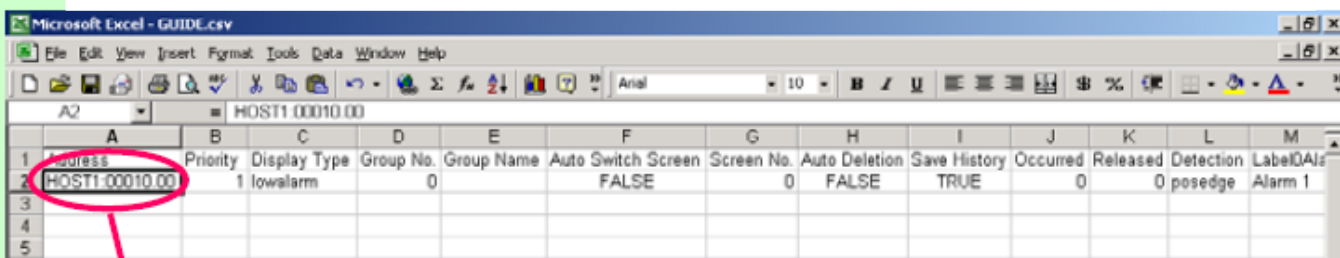 Microsoft Excel - GUIDE.csv
File Edit View Insert Format Tools Data Window Help
Arial 10 B I U $ %
A2 = HOST1:00010.00
A B C D E F G H I J K L M
1 Address Priority Display Type Group No. Group Name Auto Switch Screen Screen No. Auto Deletion Save History Occurred Released Detection Label0Ala
2 HOST1:00010.00 1 lowalarm 0 FALSE 0 FALSE TRUE 0 0 posedge Alarm 1
3
4
5